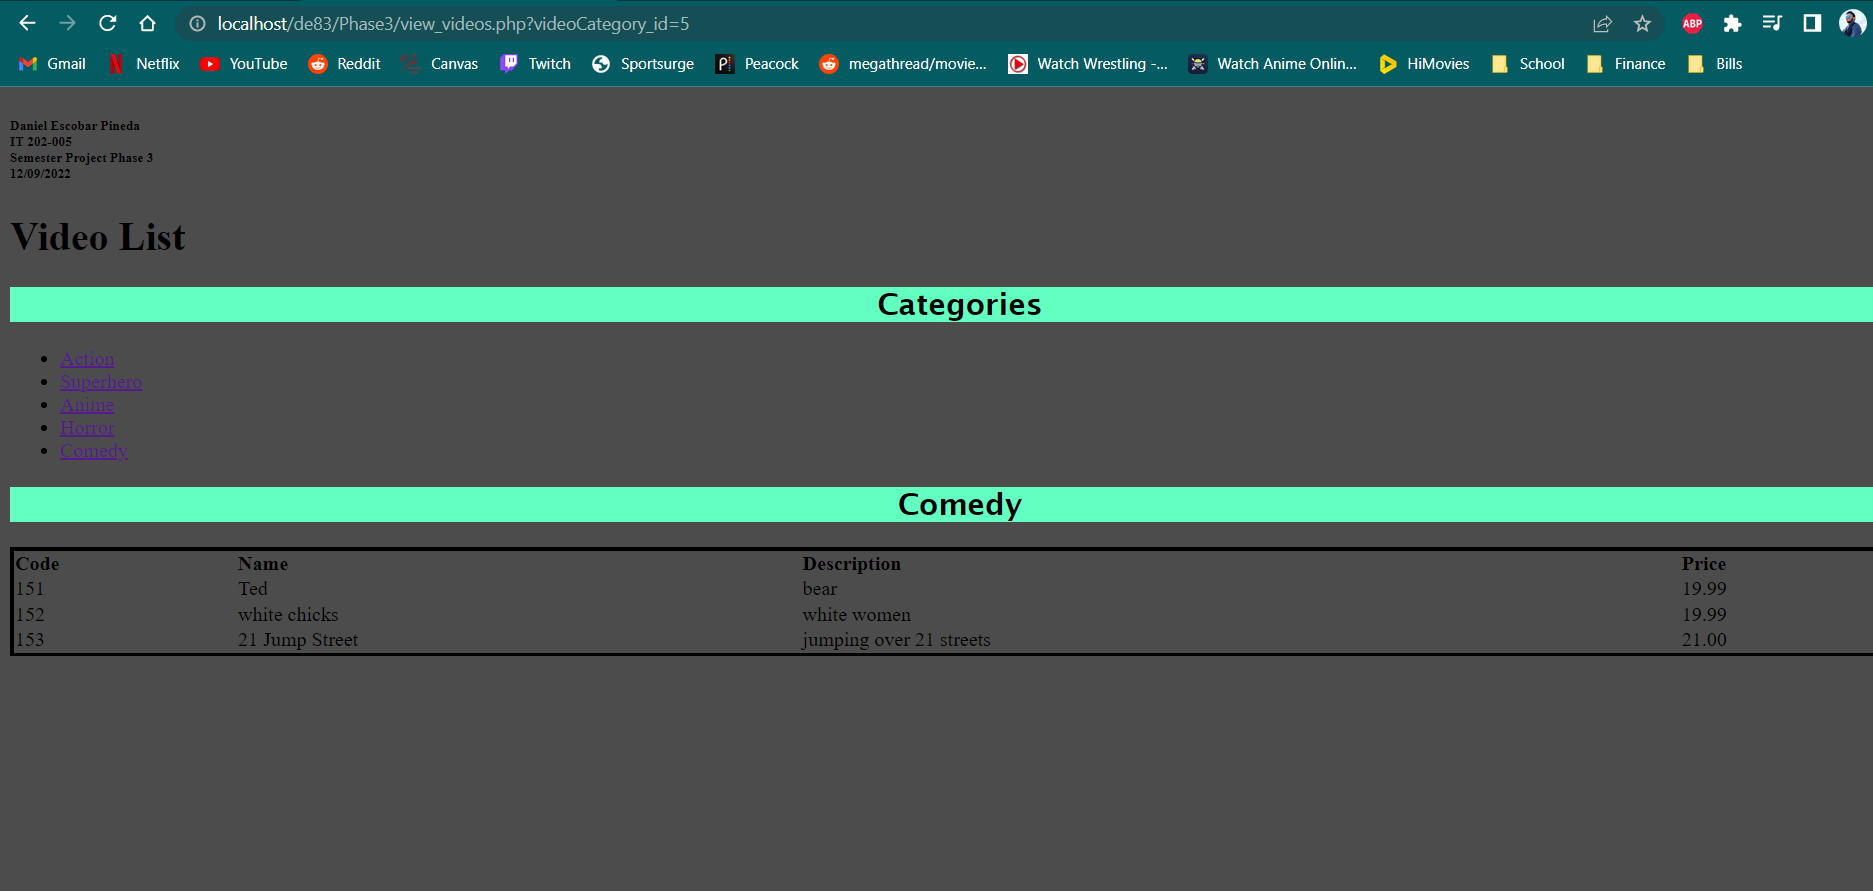 localhost/de83/Phase3/view_videos.php?videoCategory_id=5
ABP
Gmail Netflix YouTube Reddit Canvas Twitch Sportsurge Peacock megathread/movie... Watch Wrestling -... Watch Anime Onlin... HiMovies School Finance Bills
Daniel Escobar Pineda
IT 202-005
Semester Project Phase 3
12/09/2022
Video List
Categories
Action
Superhero
Anime
Horror
Comedy
Comedy
Code Name Description Price
151 Ted bear 19.99
152 white chicks white women 19.99
153 21 Jump Street jumping over 21 streets 21.00